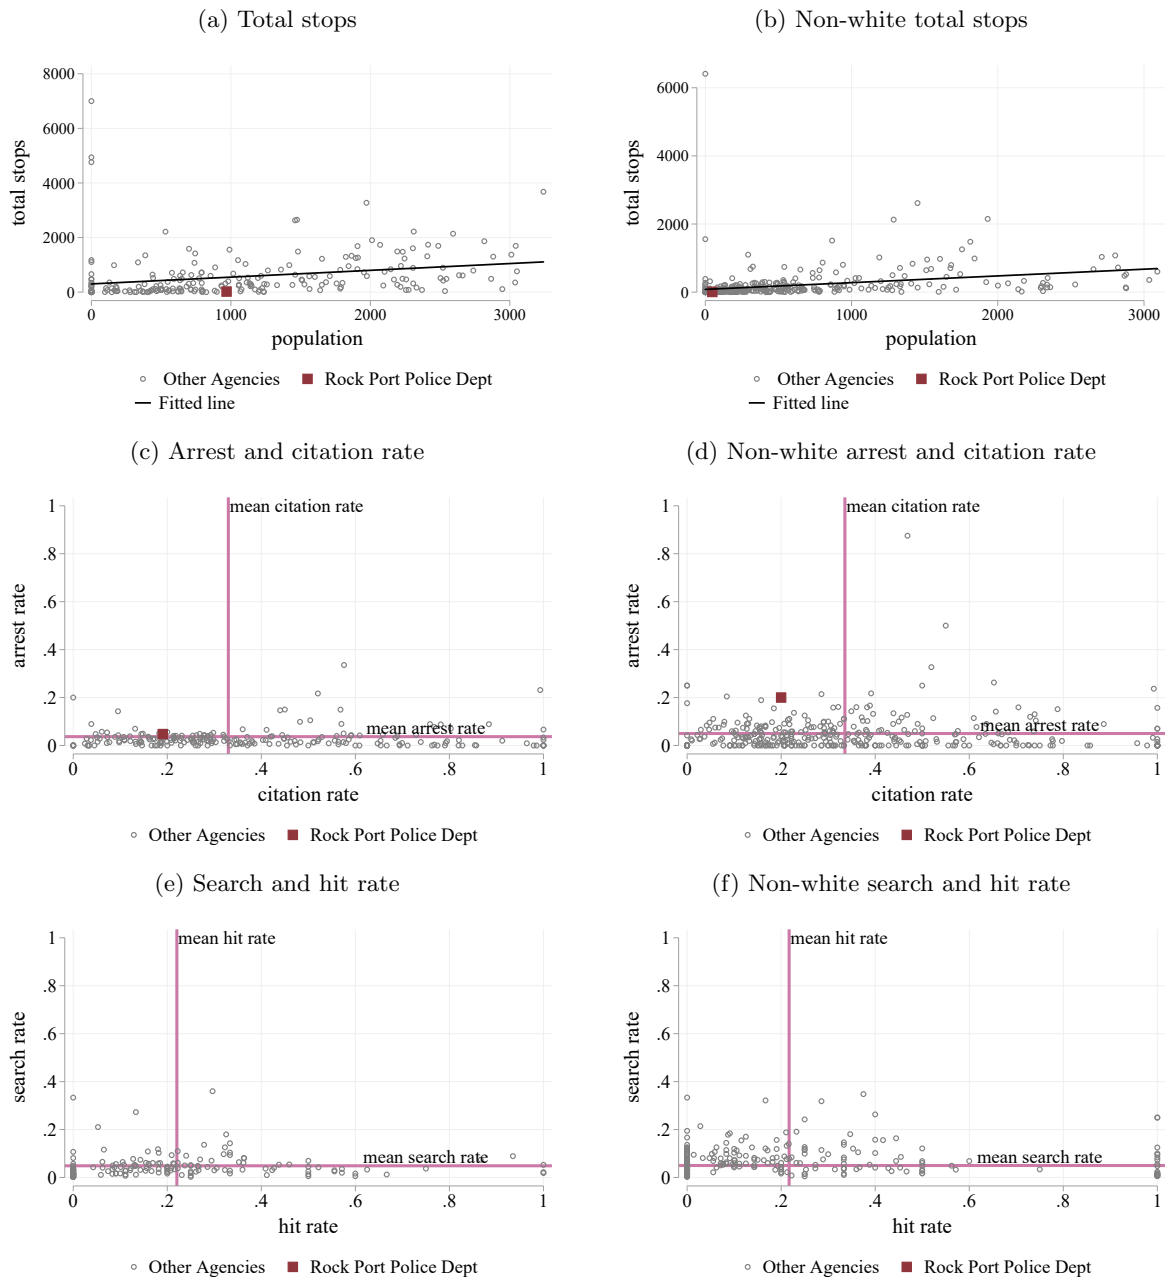 (a) Total stops
(b) Non-white total stops
total stops
8000
6000
4000
2000
0
0 1000 2000 3000
population
Other Agencies Rock Port Police Dept
Fitted line
total stops
6000
4000
2000
0
0 1000 2000 3000
population
Other Agencies Rock Port Police Dept
Fitted line
(c) Arrest and citation rate
(d) Non-white arrest and citation rate
arrest rate
1
.8
.6
.4
.2
0
mean citation rate
mean arrest rate
0 .2 .4 .6 .8 1
citation rate
Other Agencies Rock Port Police Dept
arrest rate
1
.8
.6
.4
.2
0
mean citation rate
mean arrest rate
0 .2 .4 .6 .8 1
citation rate
Other Agencies Rock Port Police Dept
(e) Search and hit rate
(f) Non-white search and hit rate
search rate
1
.8
.6
.4
.2
0
mean hit rate
mean search rate
0 .2 .4 .6 .8 1
hit rate
Other Agencies Rock Port Police Dept
search rate
1
.8
.6
.4
.2
0
mean hit rate
mean search rate
0 .2 .4 .6 .8 1
hit rate
Other Agencies Rock Port Police Dept